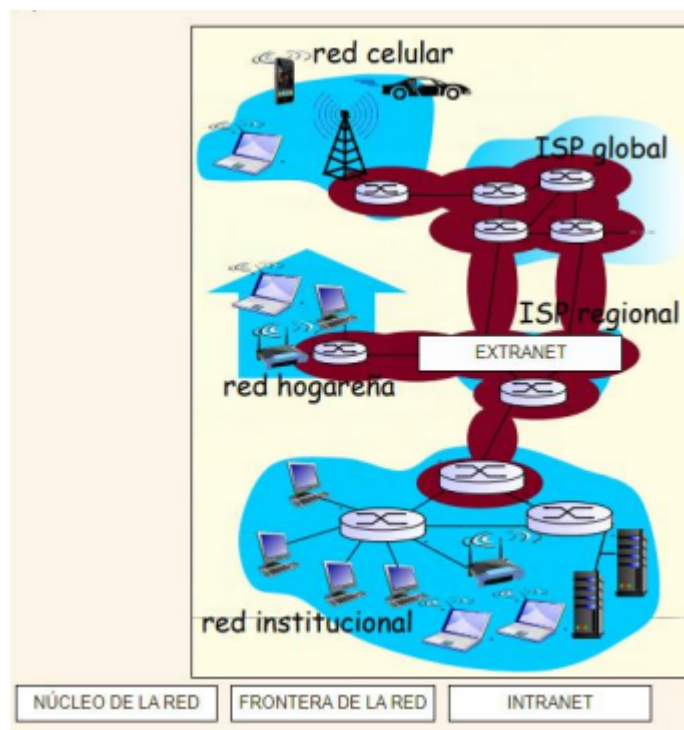 red celular
ISP global
ISP regional
EXTRANET
red hogareña
red institucional
NÚCLEO DE LA RED
FRONTERA DE LA RED
INTRANET